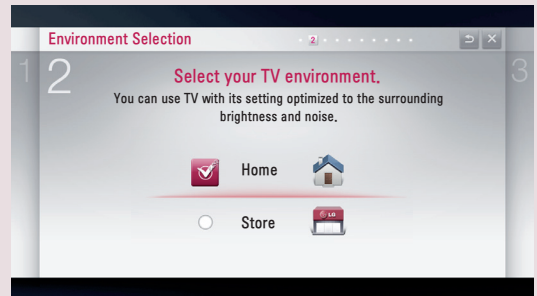 Environment Selection
2
1
2
3
Select your TV environment.
You can use TV with its setting optimized to the surrounding
brightness and noise.
Home
Store
LG